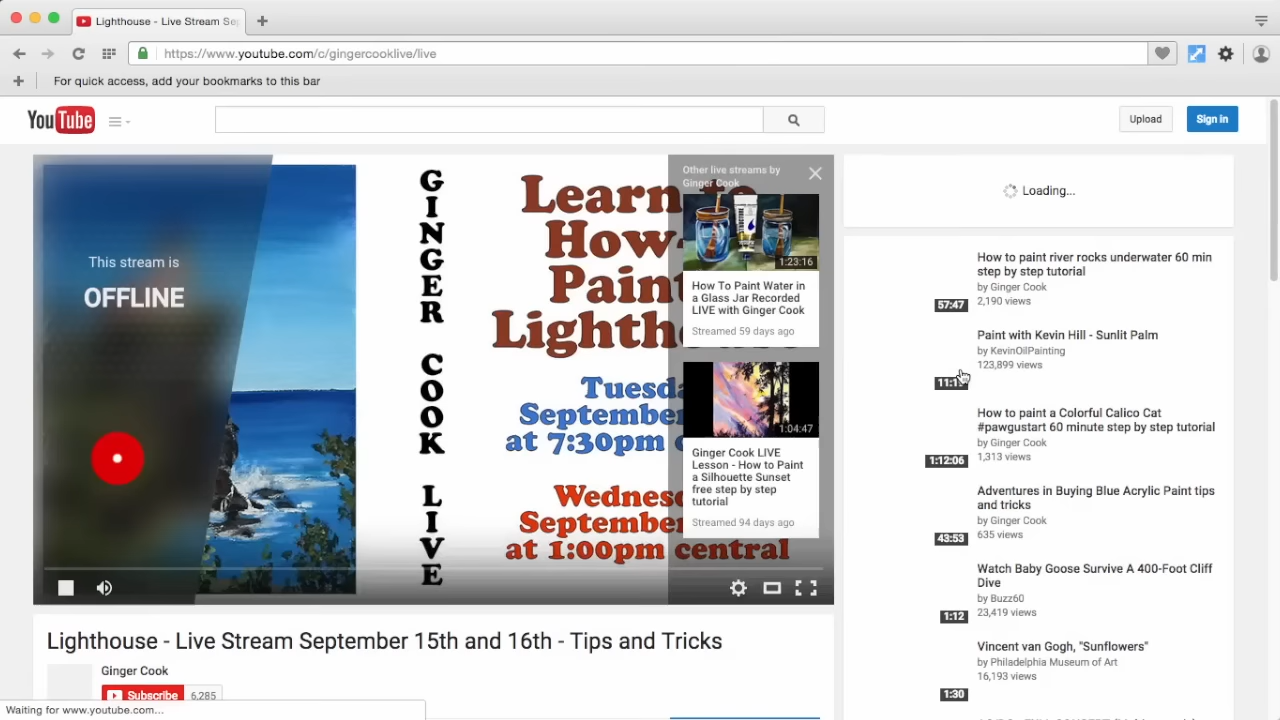 Lighthouse - Live Stream Se
https://www.youtube.com/c/gingercooklive/live
For quick access, add your bookmarks to this bar
YouTube
Upload
Sign in
This stream is
OFFLINE
GINGER COOK LIVE
Learn to
How
Paint
Lighth
Tuesda
September
at 7:30pm c
Wednes
September
at 1:00pm central
Other live streams by
Ginger Cook
1:23:16
How To Paint Water in
a Glass Jar Recorded
LIVE with Ginger Cook
Streamed 59 days ago
1:04:47
Ginger Cook LIVE
Lesson - How to Paint
a Silhouette Sunset
free step by step
tutorial
Streamed 94 days ago
Loading...
How to paint river rocks underwater 60 min
step by step tutorial
by Ginger Cook
2,190 views
57:47
Paint with Kevin Hill - Sunlit Palm
by KevinOilPainting
123,899 views
How to paint a Colorful Calico Cat
#pawgustart 60 minute step by step tutorial
by Ginger Cook
1,313 views
1:12:06
Adventures in Buying Blue Acrylic Paint tips
and tricks
by Ginger Cook
635 views
43:53
Watch Baby Goose Survive A 400-Foot Cliff
Dive
by Buzz60
23,419 views
1:12
Vincent van Gogh, "Sunflowers"
by Philadelphia Museum of Art
16,193 views
1:30
Lighthouse - Live Stream September 15th and 16th - Tips and Tricks
Ginger Cook
Subscribe
6,285
Waiting for www.youtube.com...